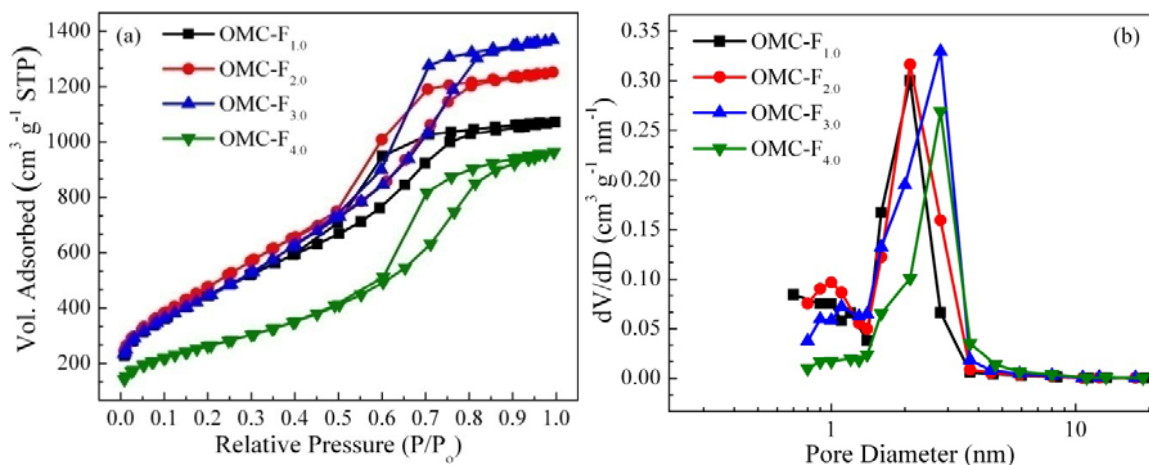 (a)
OMC-F1.0
OMC-F2.0
OMC-F3.0
OMC-F4.0
Vol. Adsorbed (cm³ g⁻¹ STP)
1400
1200
1000
800
600
400
200
0.0 0.1 0.2 0.3 0.4 0.5 0.6 0.7 0.8 0.9 1.0
Relative Pressure (P/Po)
(b)
OMC-F1.0
OMC-F2.0
OMC-F3.0
OMC-F4.0
dV/dD (cm³ g⁻¹ nm⁻¹)
0.30
0.25
0.20
0.15
0.10
0.05
0.00
1 10
Pore Diameter (nm)